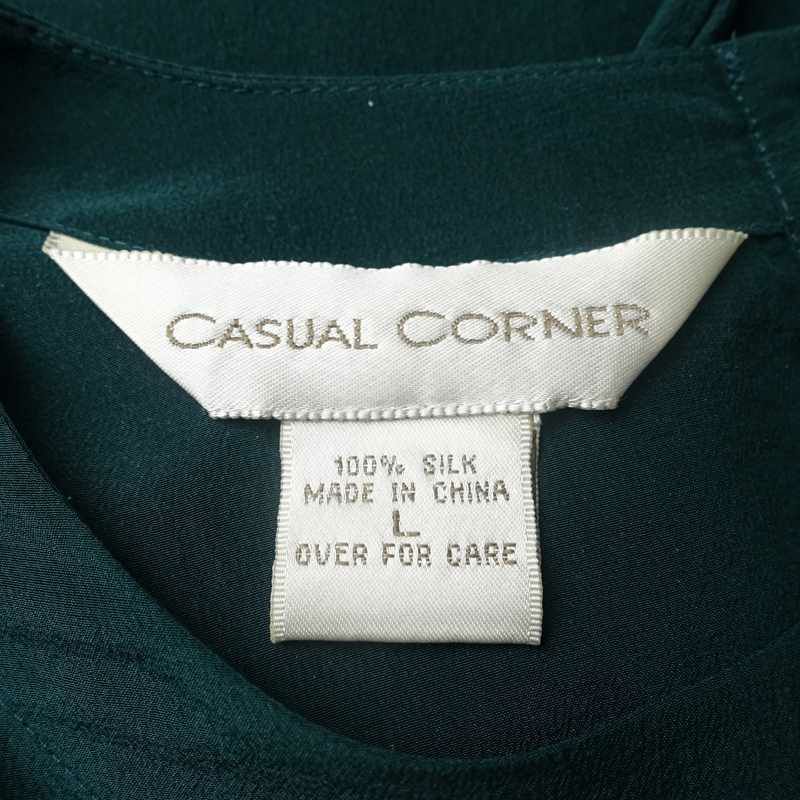 CASUAL CORNER
100% SILK
MADE IN CHINA
L
OVER FOR CARE